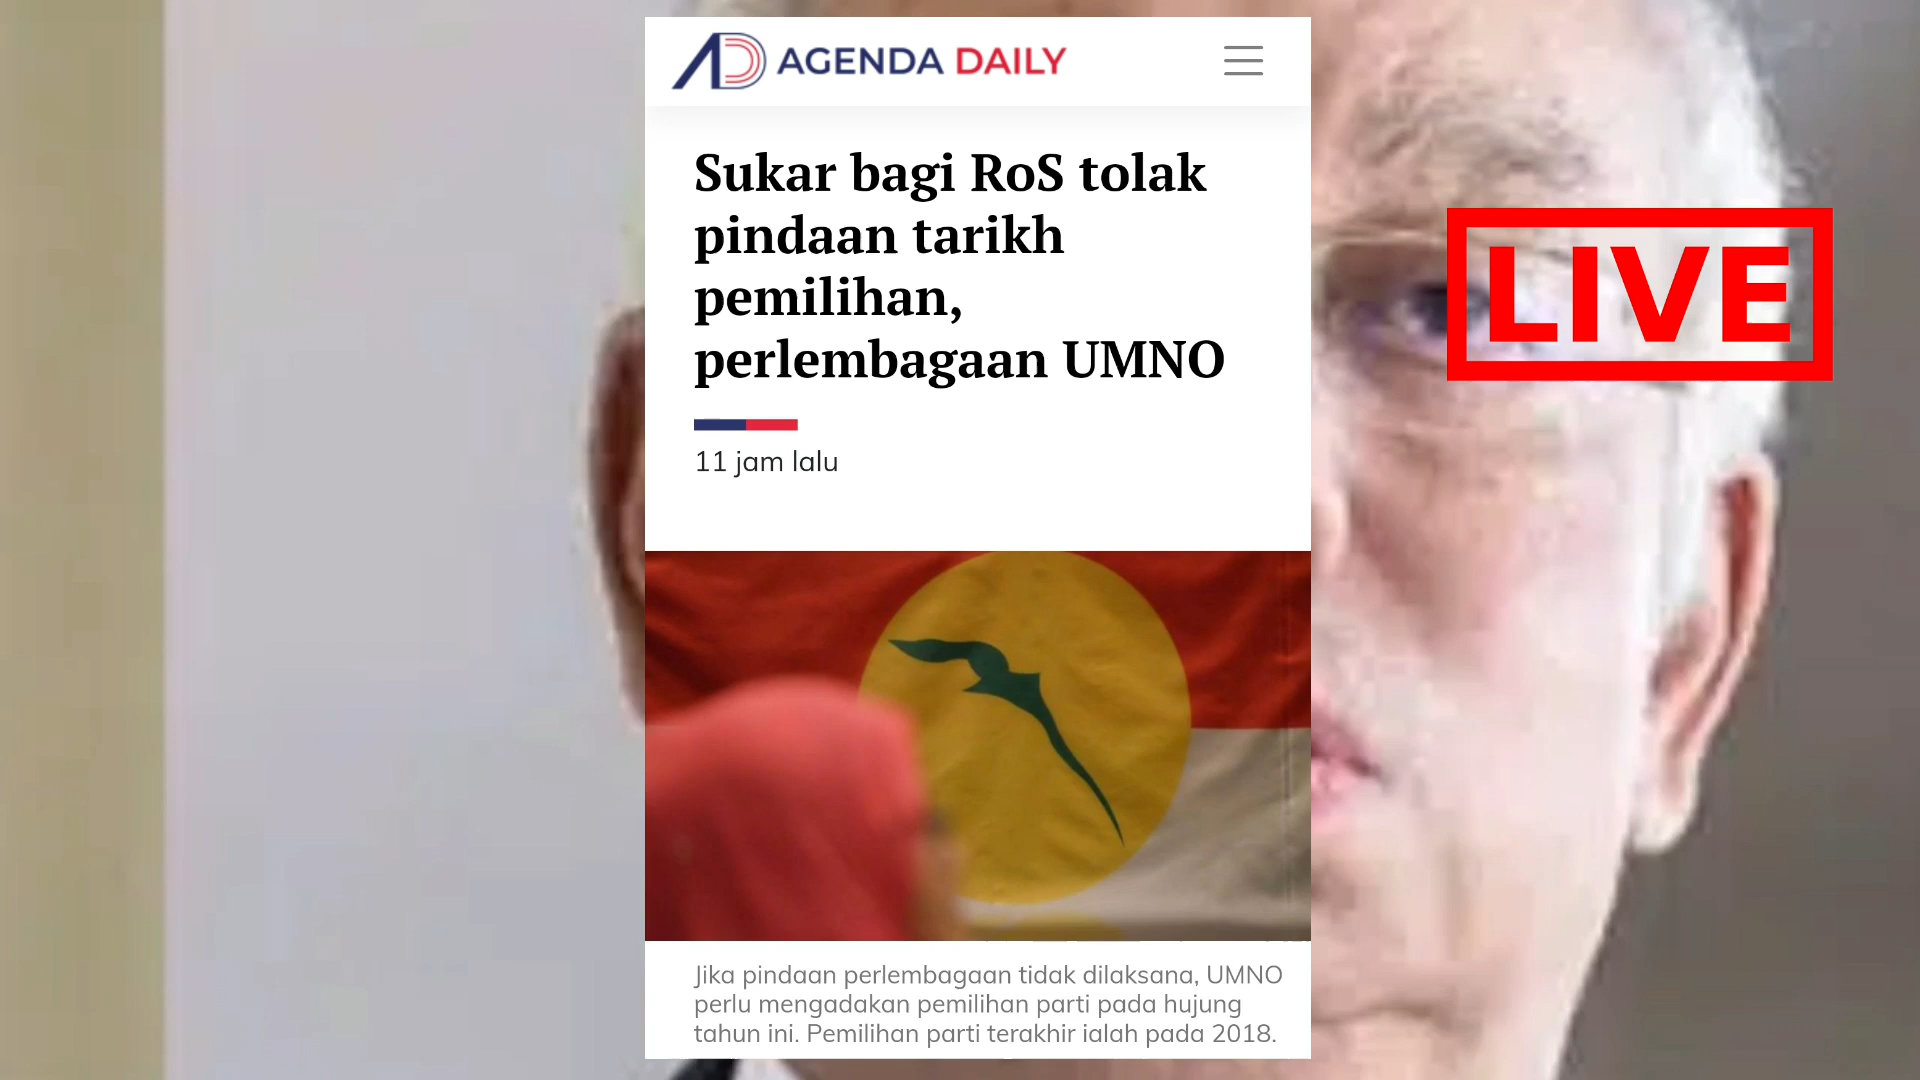 AGENDA DAILY
Sukar bagi RoS tolak
pindaan tarikh
pemilihan,
perlembagaan UMNO
11 jam lalu
LIVE
Jika pindaan perlembagaan tidak dilaksana, UMNO
perlu mengadakan pemilihan parti pada hujung
tahun ini. Pemilihan parti terakhir ialah pada 2018.